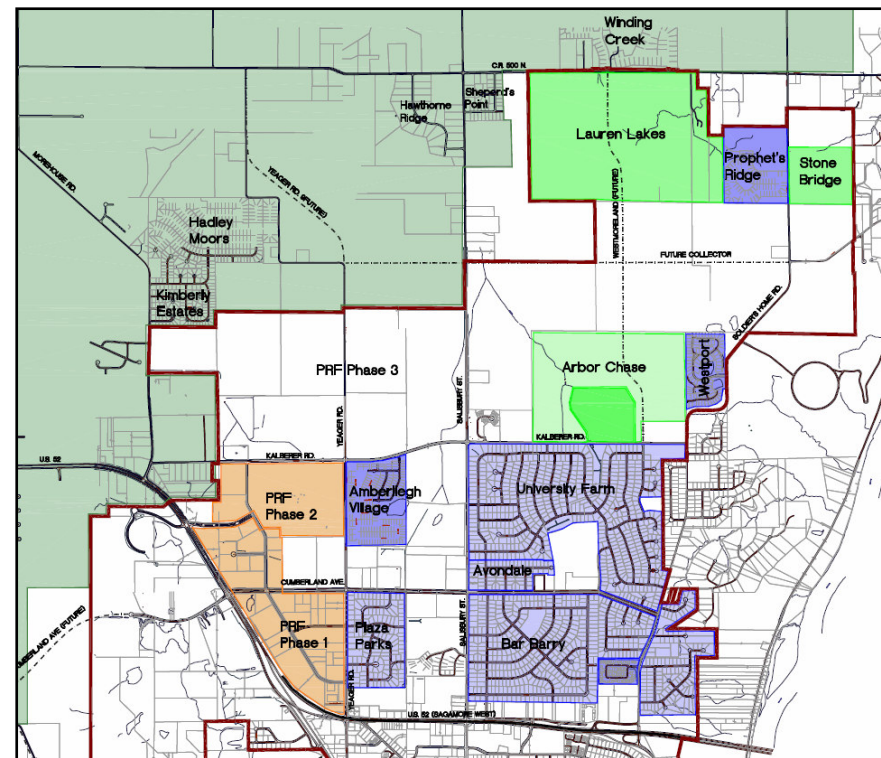 Winding
Creek
C.R. 500 N.
Sheperd's
Point
Hawthorne
Ridge
Lauren Lakes
Prophet's
Ridge
Stone
Bridge
MOREHOUSE RD.
YEAGER RD. (FUTURE)
WESTMORELAND (FUTURE)
Hadley
Moors
FUTURE COLLECTOR
Kimberly
Estates
SOLDIER'S HOME RD.
PRF Phase 3
Arbor Chase
Westport
YEAGER RD.
SALISBURY ST.
KALBERER RD.
U.S. 52
KALBERER RD.
PRF
Phase 2
Amberliegh
Village
University Farm
Avondale
CUMBERLAND AVE.
CUMBERLAND AVE (FUTURE)
PRF
Phase 1
Plaza
Parks
SALISBURY ST.
Bar Barry
YEAGER RD.
U.S. 52 (SAGAMORE WEST)